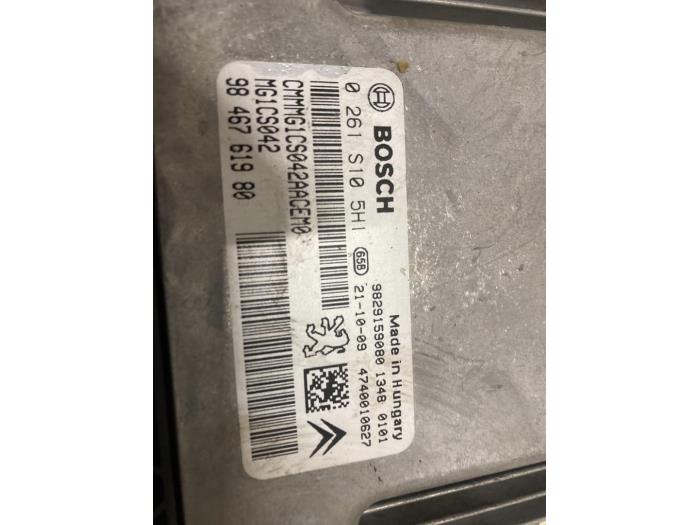 BOSCH
Made in Hungary
0 261 S10 5H1
65B
9829159080 1348 0101
21-10-09 4740010627
CMMMG1CS042AACEM0
MG1CS042
98 467 619 80